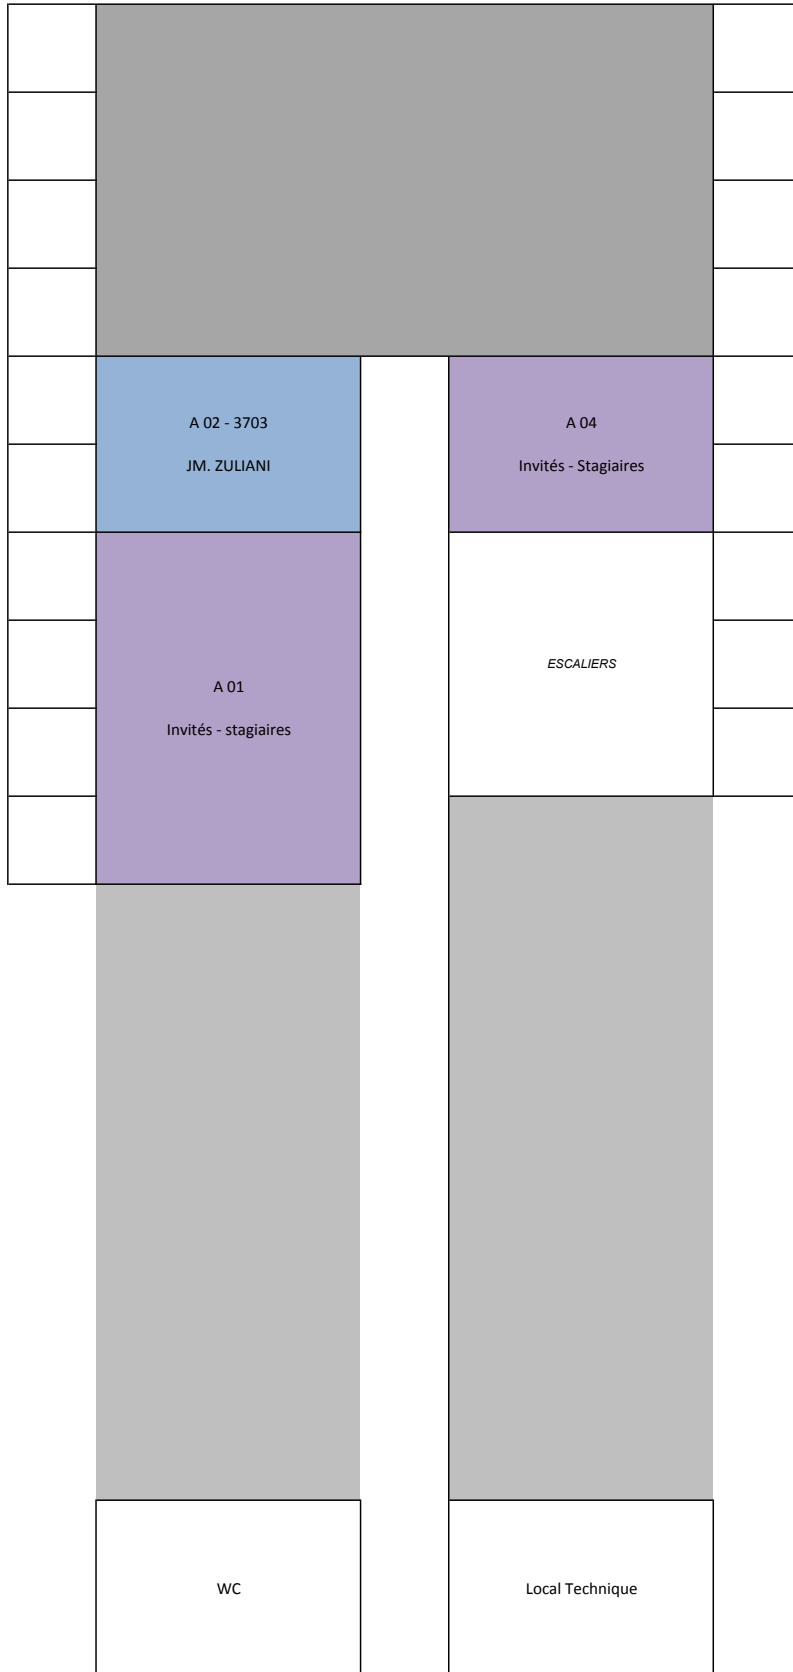 A 02 - 3703
JM. ZULIANI
A 04
Invités - Stagiaires
ESCALIERS
A 01
Invités - stagiaires
WC
Local Technique